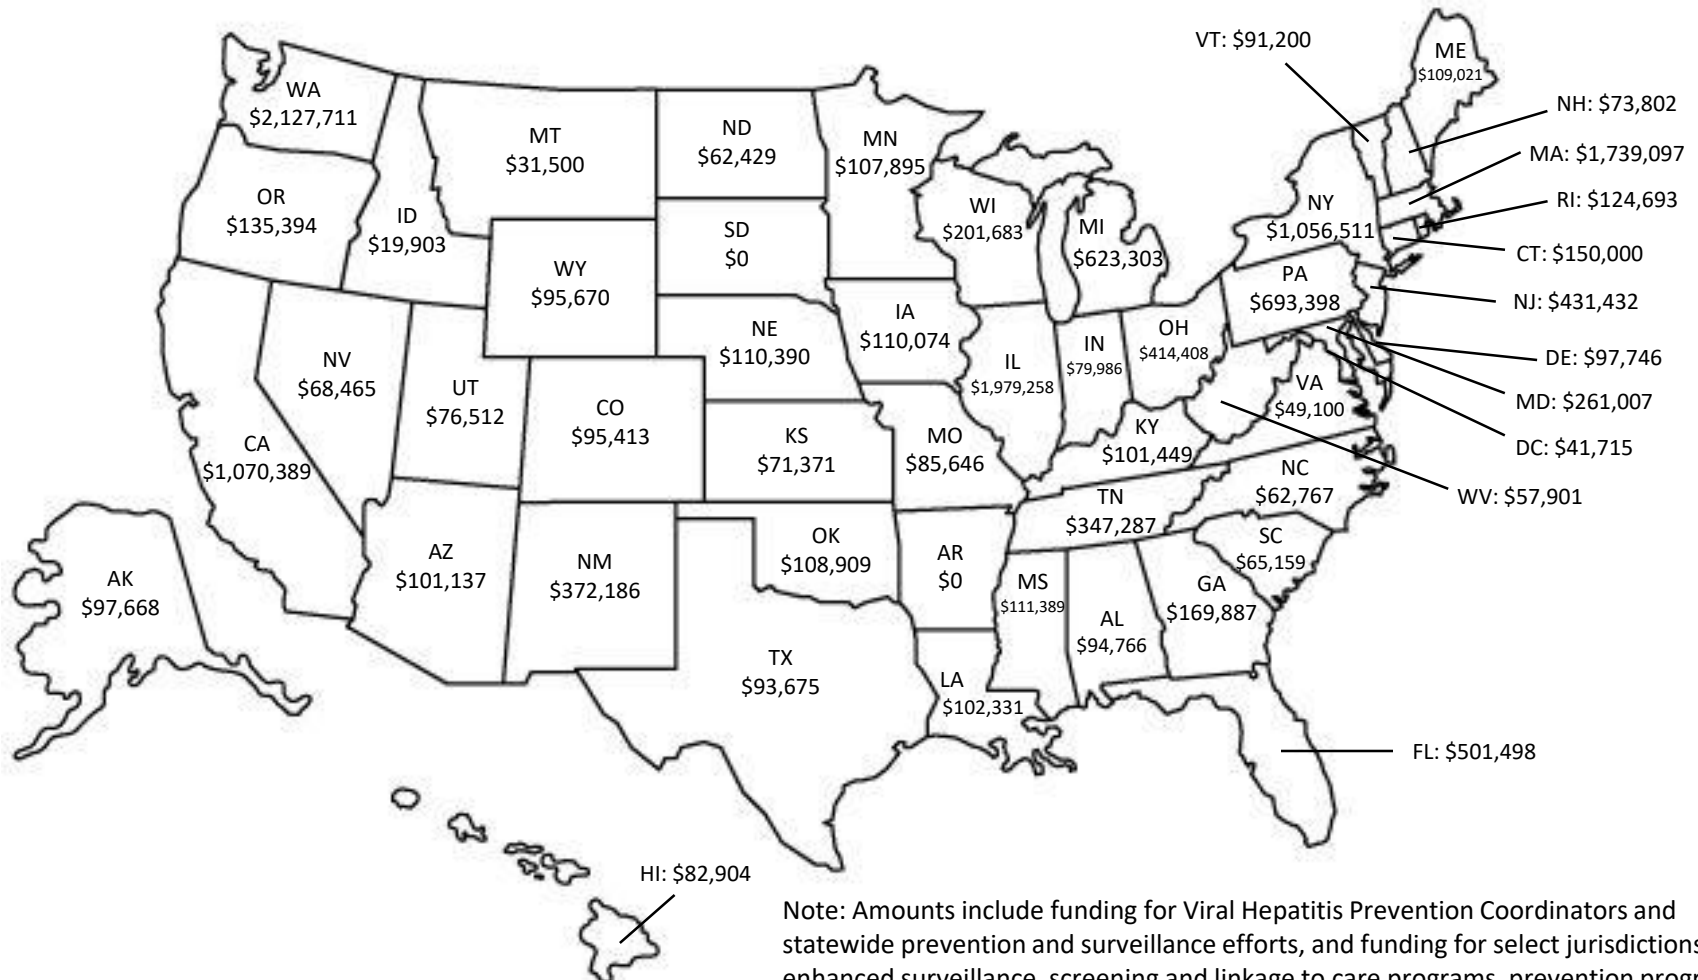 VT: $91,200
ME
$109,021
WA
$2,127,711
NH: $73,802
MT
$31,500
ND
$62,429
MN
$107,895
MA: $1,739,097
OR
$135,394
ID
$19,903
SD
$0
WI
$201,683
MI
$623,303
NY
$1,056,511
RI: $124,693
CT: $150,000
WY
$95,670
PA
$693,398
NJ: $431,432
NE
$110,390
IA
$110,074
IL
$1,979,258
IN
$79,986
OH
$414,408
DE: $97,746
NV
$68,465
UT
$76,512
CO
$95,413
VA
$49,100
MD: $261,007
CA
$1,070,389
KS
$71,371
MO
$85,646
KY
$101,449
DC: $41,715
WV: $57,901
NC
$62,767
TN
$347,287
AK
$97,668
AZ
$101,137
NM
$372,186
OK
$108,909
AR
$0
MS
$111,389
AL
$94,766
GA
$169,887
SC
$65,159
TX
$93,675
LA
$102,331
FL: $501,498
HI: $82,904
Note: Amounts include funding for Viral Hepatitis Prevention Coordinators and
statewide prevention and surveillance efforts, and funding for select jurisdictions
enhanced surveillance, screening and linkage to care programs, prevention